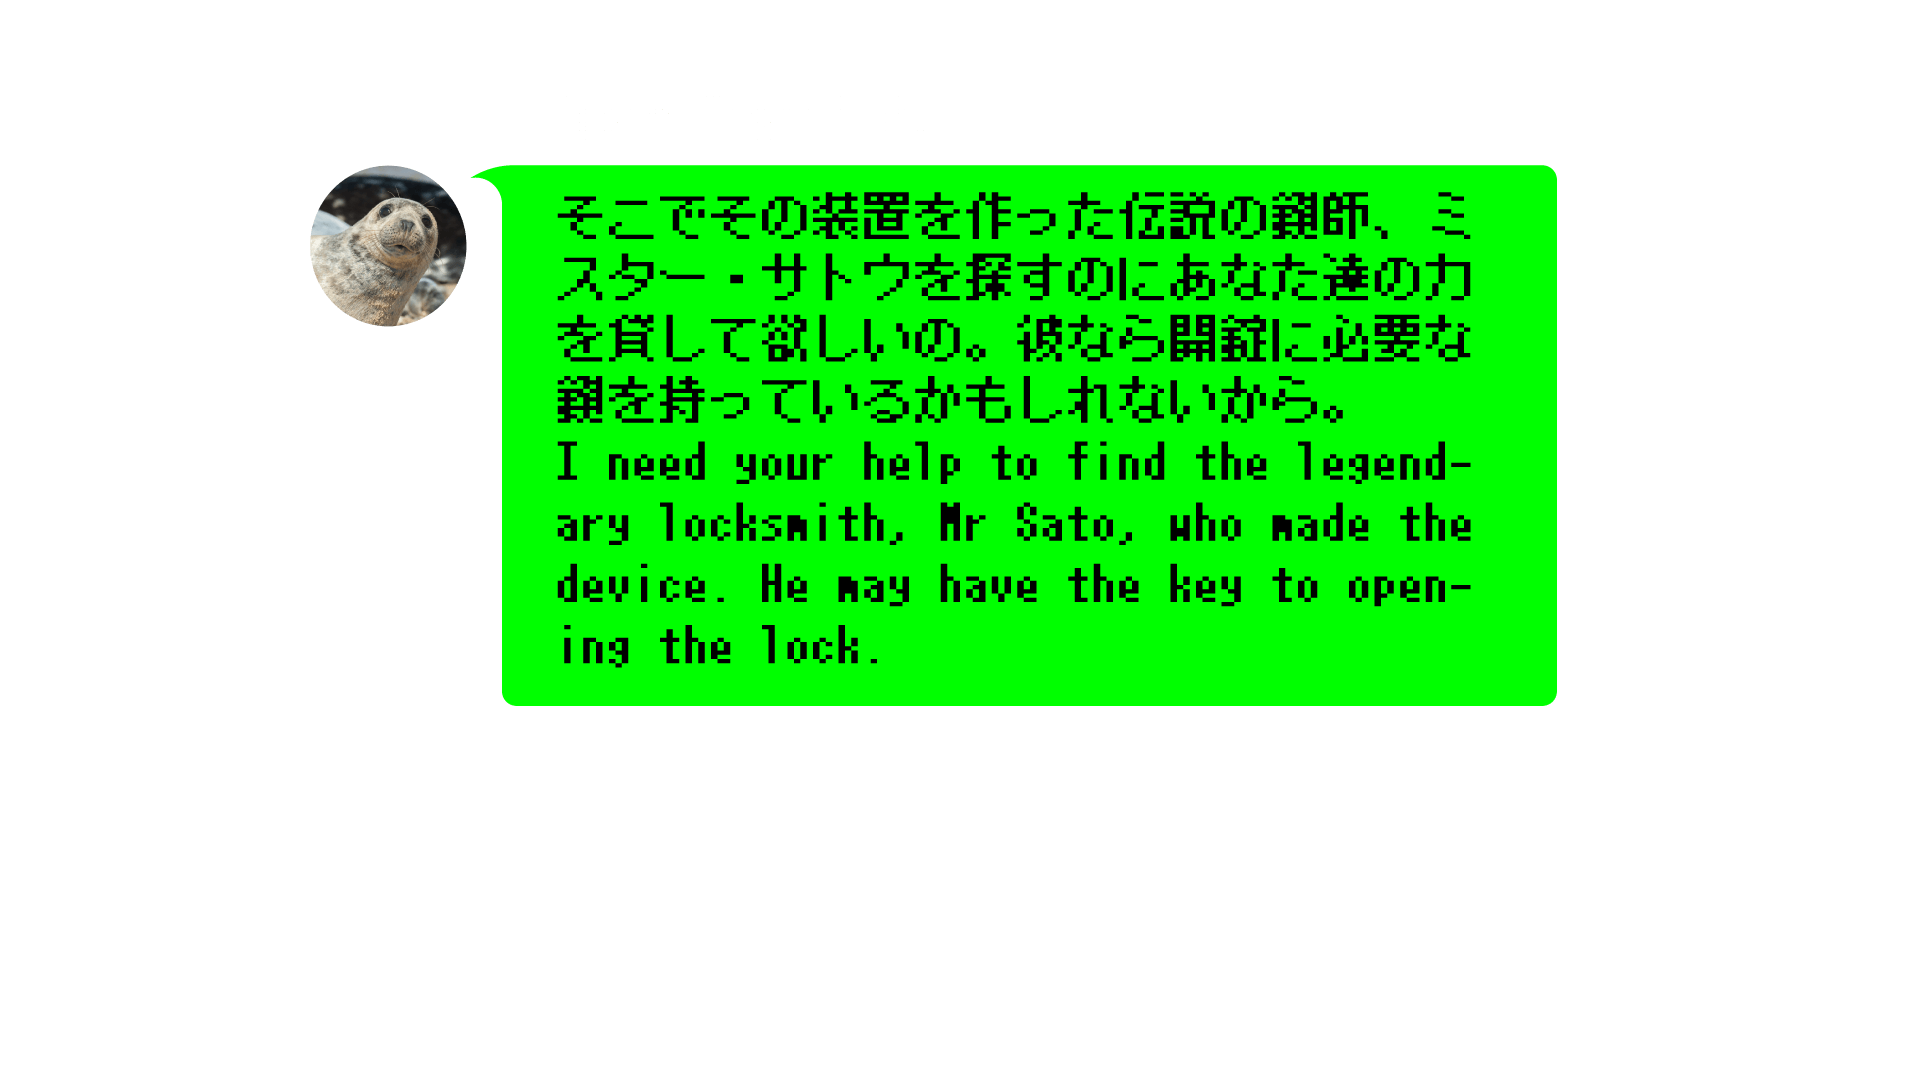 そこでその装置を作った伝説の鍵師、ミ
スター・サトウを探すのにあなた達の力
を貸して欲しいの。彼なら開錠に必要な
鍵を持っているかもしれないから。
I need your help to find the legend-
ary locksmith, Mr Sato, who made the
device. He may have the key to open-
ing the lock.